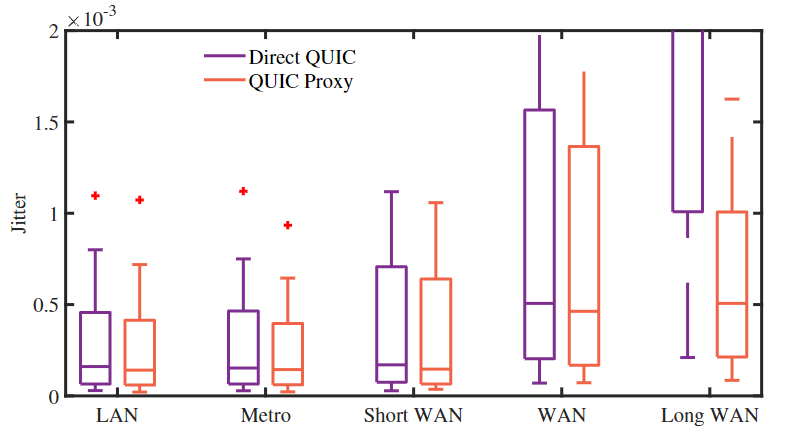 ×10⁻³
2
1.5
1
0.5
0
Jitter
Direct QUIC
QUIC Proxy
LAN
Metro
Short WAN
WAN
Long WAN